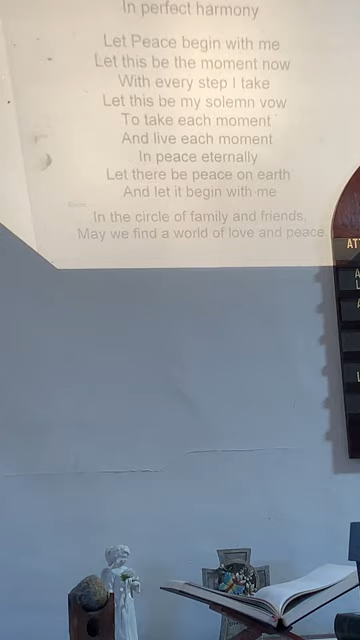 In perfect harmony
Let Peace begin with me
Let this be the moment now
With every step I take
Let this be my solemn vow
To take each moment
And live each moment
In peace eternally
Let there be peace on earth
And let it begin with me
In the circle of family and friends,
May we find a world of love and peace.
AT
A
L
A
L